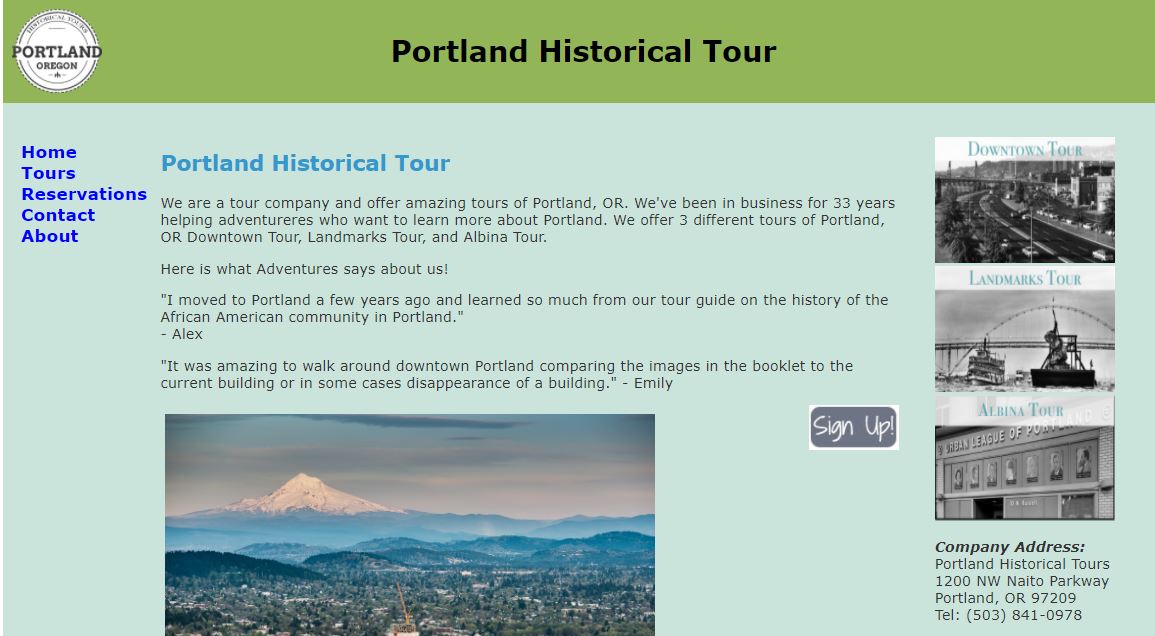 HISTORICAL TOURS
PORTLAND
OREGON
Portland Historical Tour
Home
Tours
Reservations
Contact
About
Portland Historical Tour
We are a tour company and offer amazing tours of Portland, OR. We've been in business for 33 years
helping adventureres who want to learn more about Portland. We offer 3 different tours of Portland,
OR Downtown Tour, Landmarks Tour, and Albina Tour.
Here is what Adventures says about us!
"I moved to Portland a few years ago and learned so much from our tour guide on the history of the
African American community in Portland."
- Alex
"It was amazing to walk around downtown Portland comparing the images in the booklet to the
current building or in some cases disappearance of a building." - Emily
Sign Up!
DOWNTOWN TOUR
LANDMARKS TOUR
ALBINA TOUR
URBAN LEAGUE OF PORTLAND
Company Address:
Portland Historical Tours
1200 NW Naito Parkway
Portland, OR 97209
Tel: (503) 841-0978